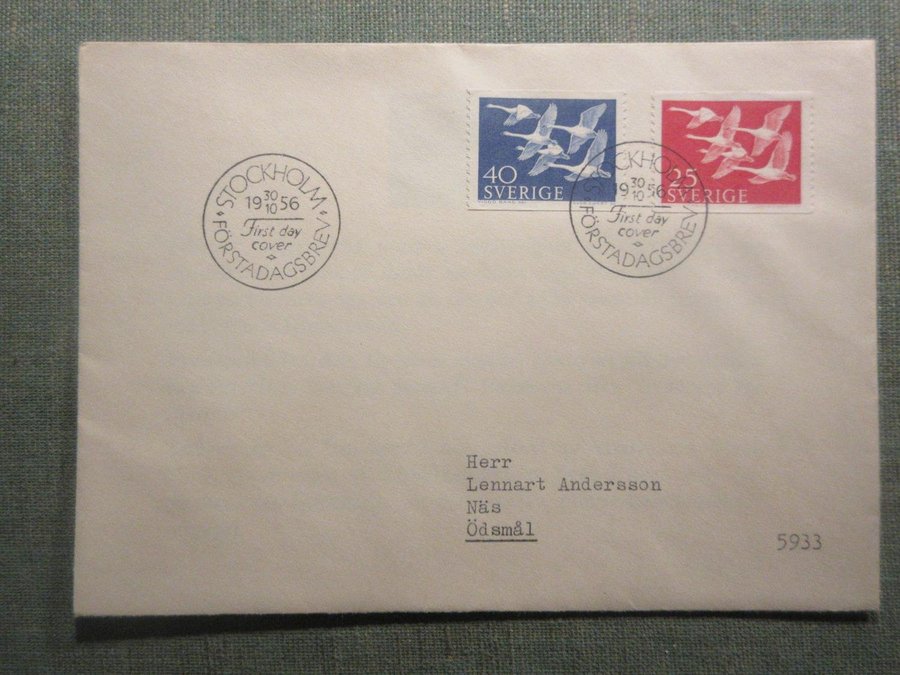 STOCKHOLM
19 30/10 56
First day
cover
FÖRSTADAGSBREV
40
SVERIGE
25
SVERIGE
STOCKHOLM
19 30/10 56
First day
cover
FÖRSTADAGSBREV
Herr
Lennart Andersson
Näs
Ödsmål
5933